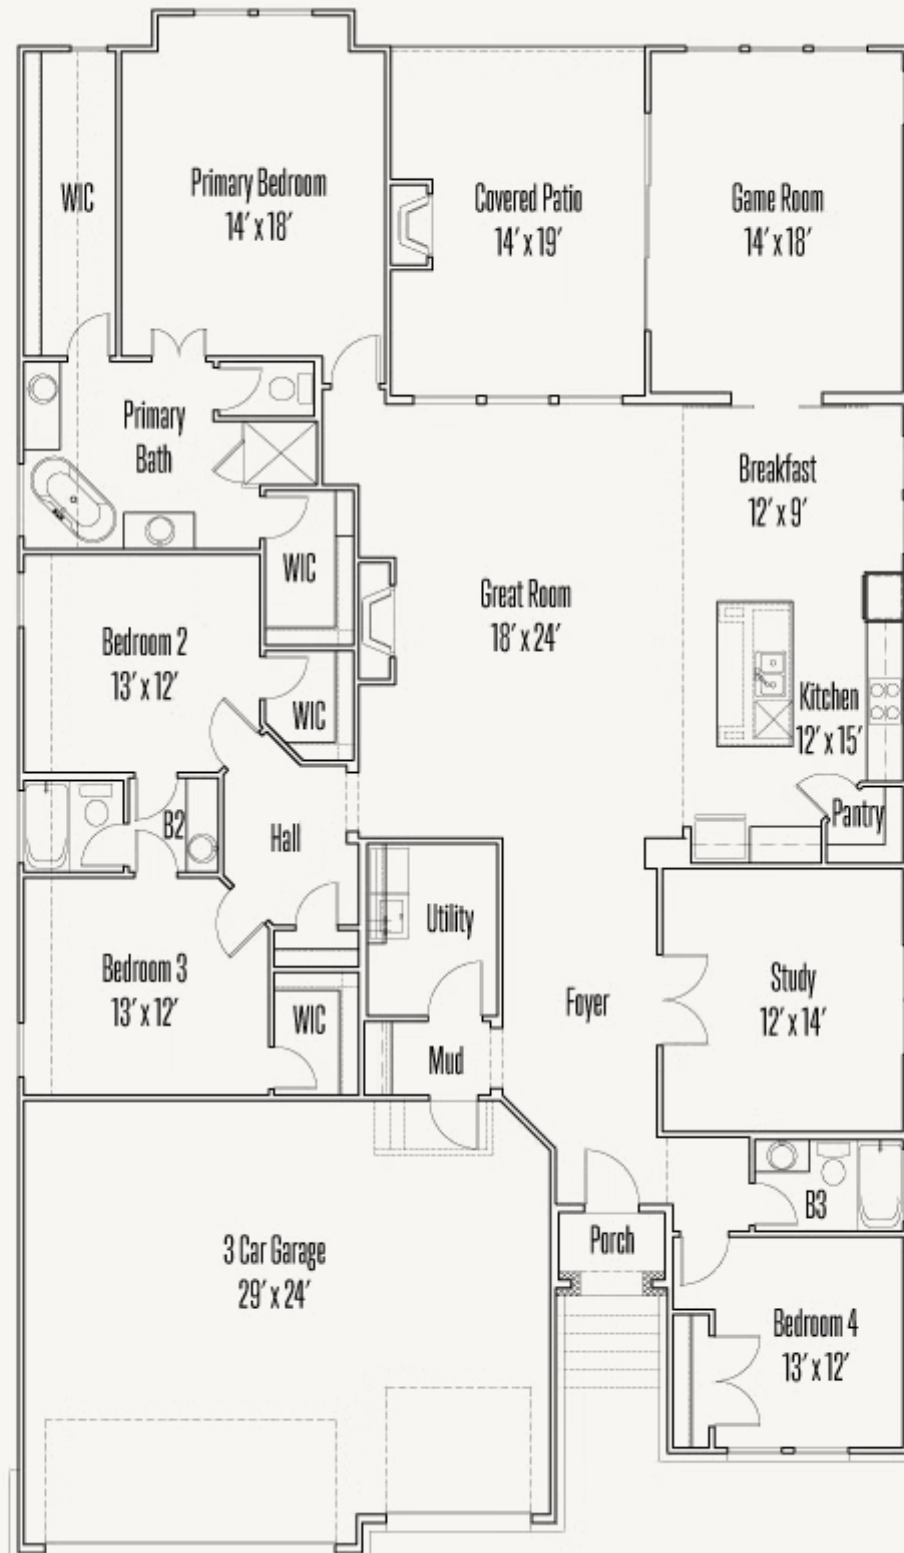 WIC
Primary Bedroom
14′ x 18′
Covered Patio
14′ x 19′
Game Room
14′ x 18′
Primary
Bath
Breakfast
12′ x 9′
WIC
Great Room
18′ x 24′
Bedroom 2
13′ x 12′
WIC
Kitchen
12′ x 15′
Pantry
B2
Hall
Utility
Bedroom 3
13′ x 12′
WIC
Mud
Foyer
Study
12′ x 14′
B3
Porch
3 Car Garage
29′ x 24′
Bedroom 4
13′ x 12′